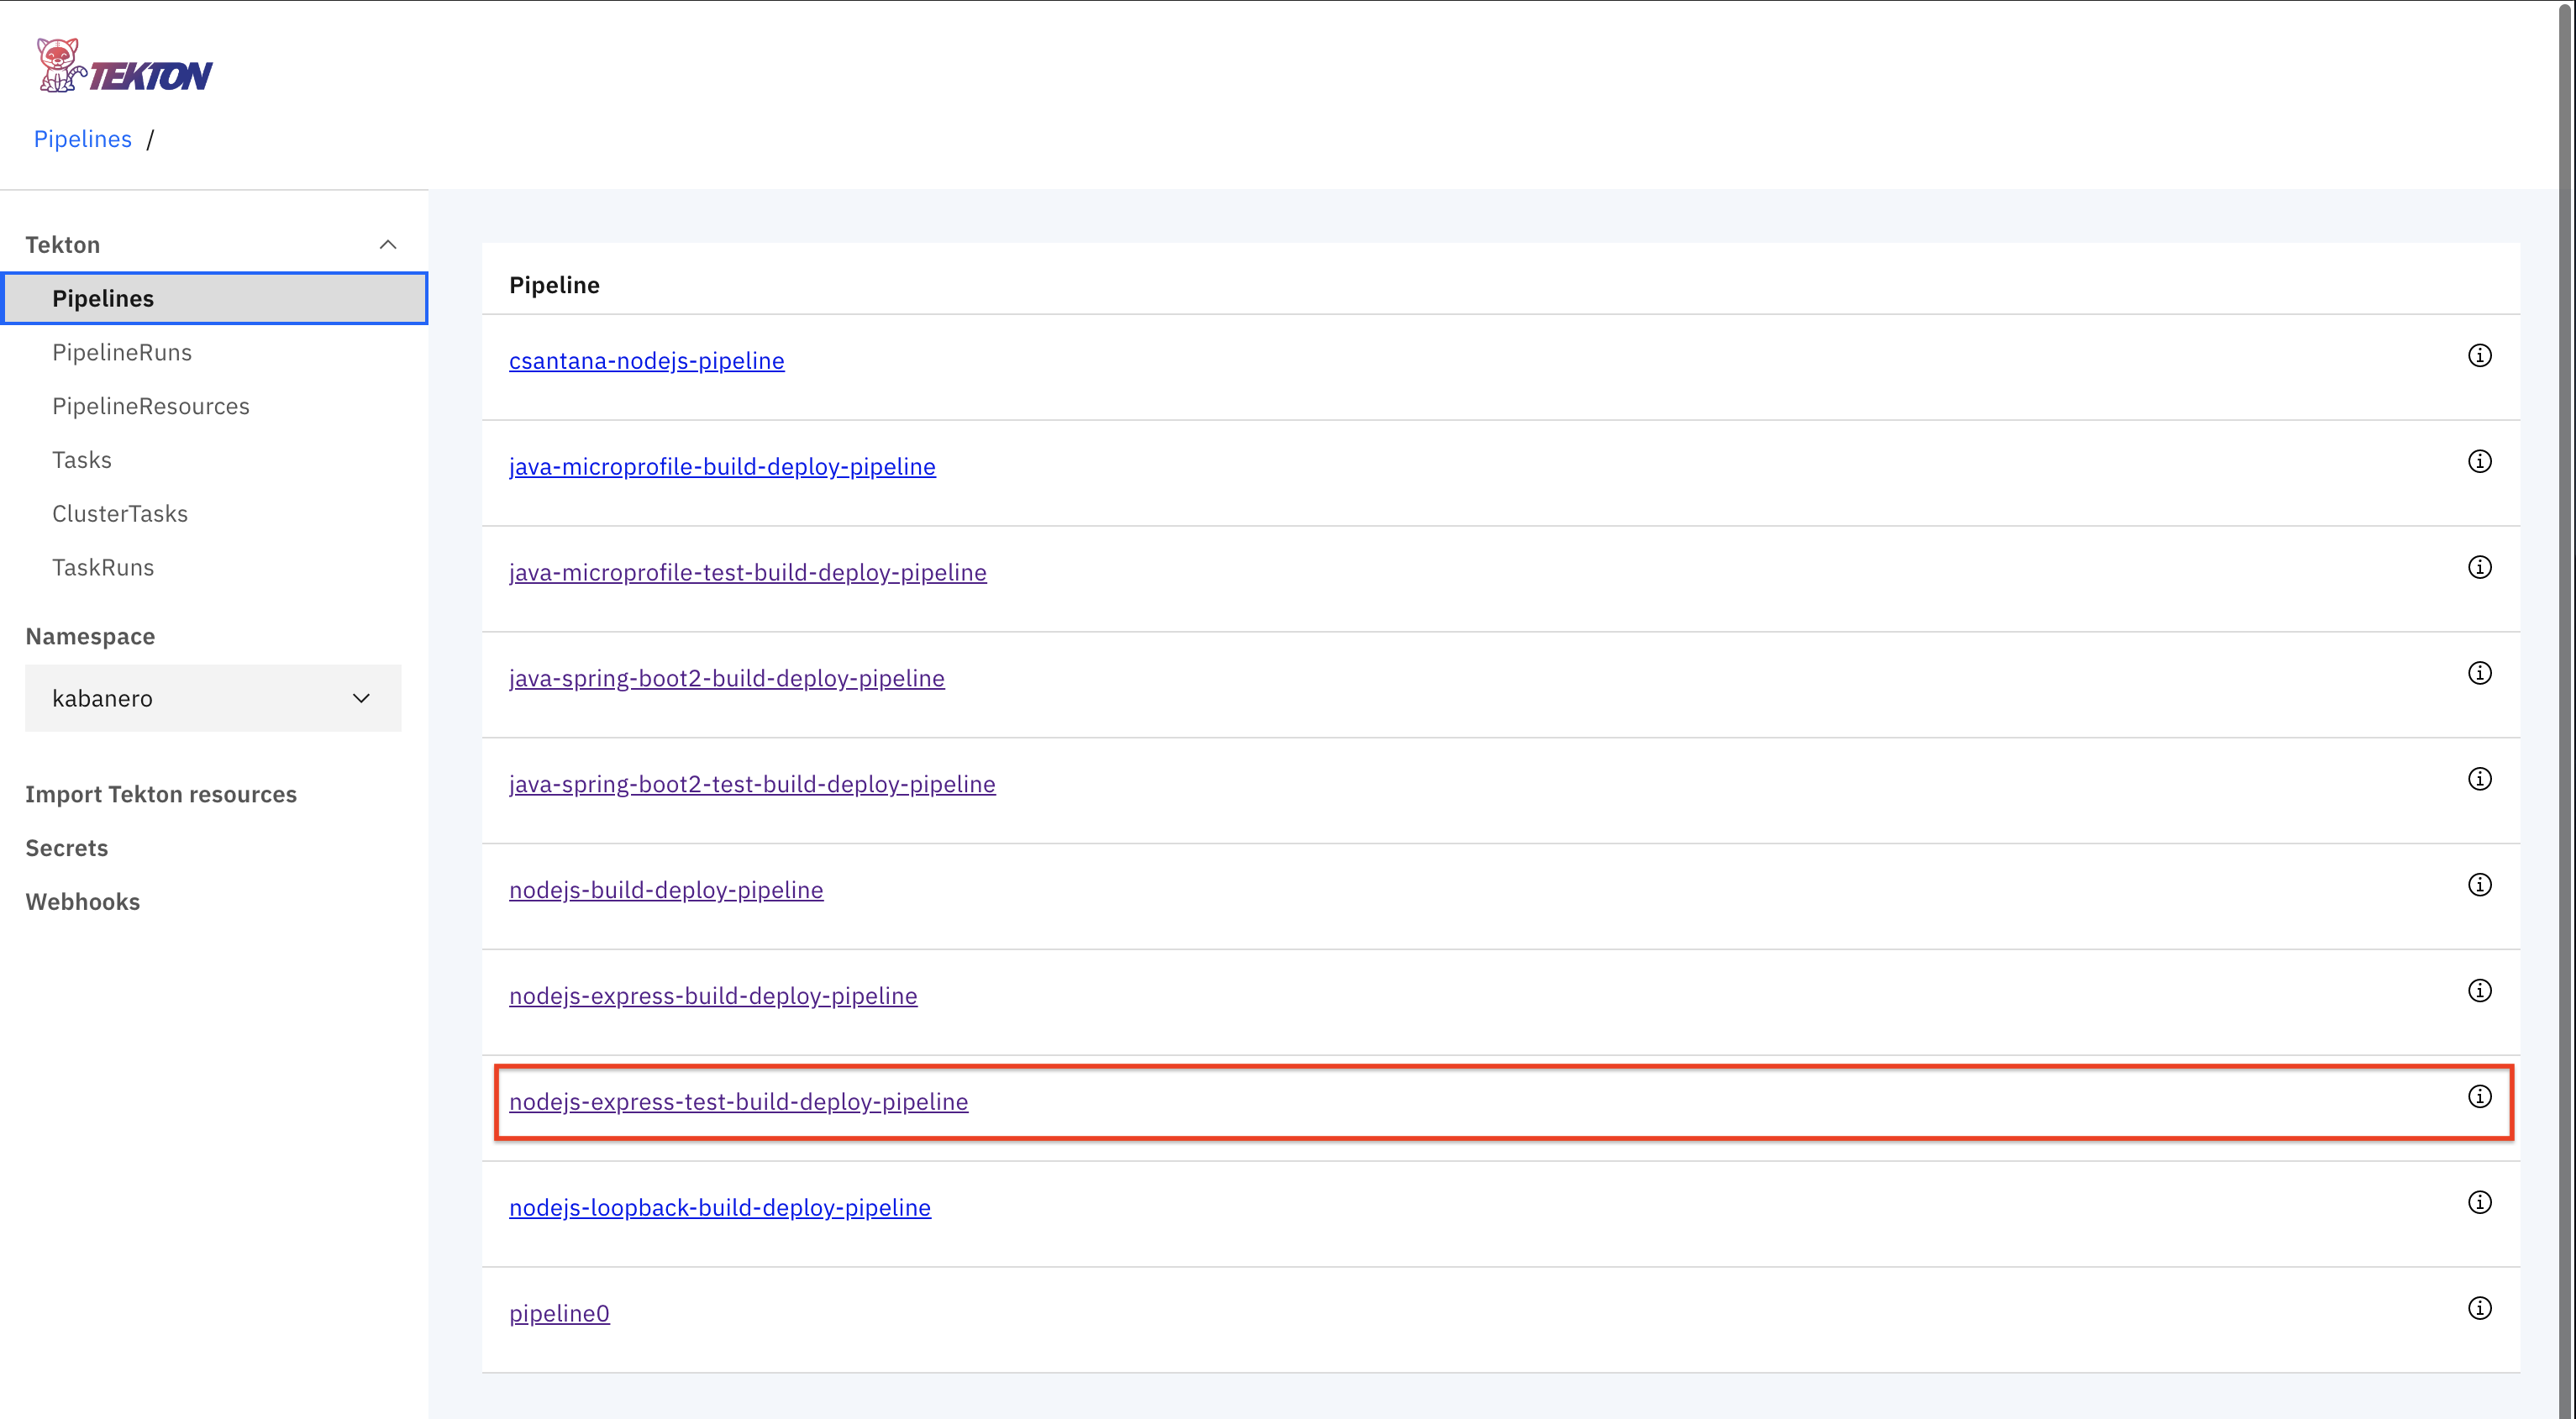 TEKTON
Pipelines /
Tekton
Pipelines
PipelineRuns
PipelineResources
Tasks
ClusterTasks
TaskRuns
Namespace
kabanero
Import Tekton resources
Secrets
Webhooks
Pipeline
csantana-nodejs-pipeline
java-microprofile-build-deploy-pipeline
java-microprofile-test-build-deploy-pipeline
java-spring-boot2-build-deploy-pipeline
java-spring-boot2-test-build-deploy-pipeline
nodejs-build-deploy-pipeline
nodejs-express-build-deploy-pipeline
nodejs-express-test-build-deploy-pipeline
nodejs-loopback-build-deploy-pipeline
pipeline0